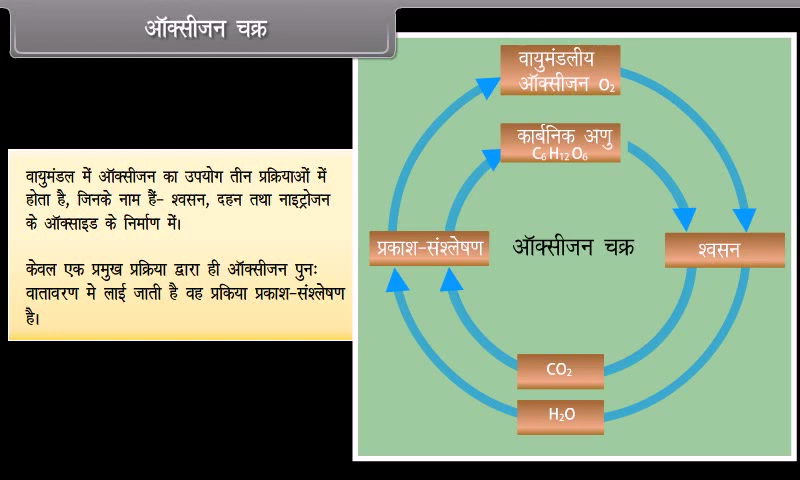 ऑक्सीजन चक्र
वायुमंडल में ऑक्सीजन का उपयोग तीन प्रक्रियाओं में
होता है, जिनके नाम हैं- श्वसन, दहन तथा नाइट्रोजन
के ऑक्साइड के निर्माण में।
केवल एक प्रमुख प्रक्रिया द्वारा ही ऑक्सीजन पुनः
वातावरण मे लाई जाती है वह प्रकिया प्रकाश-संश्लेषण
है।
वायुमंडलीय
ऑक्सीजन O₂
कार्बनिक अणु
C₆H₁₂O₆
प्रकाश-संश्लेषण
ऑक्सीजन चक्र
श्वसन
CO₂
H₂O